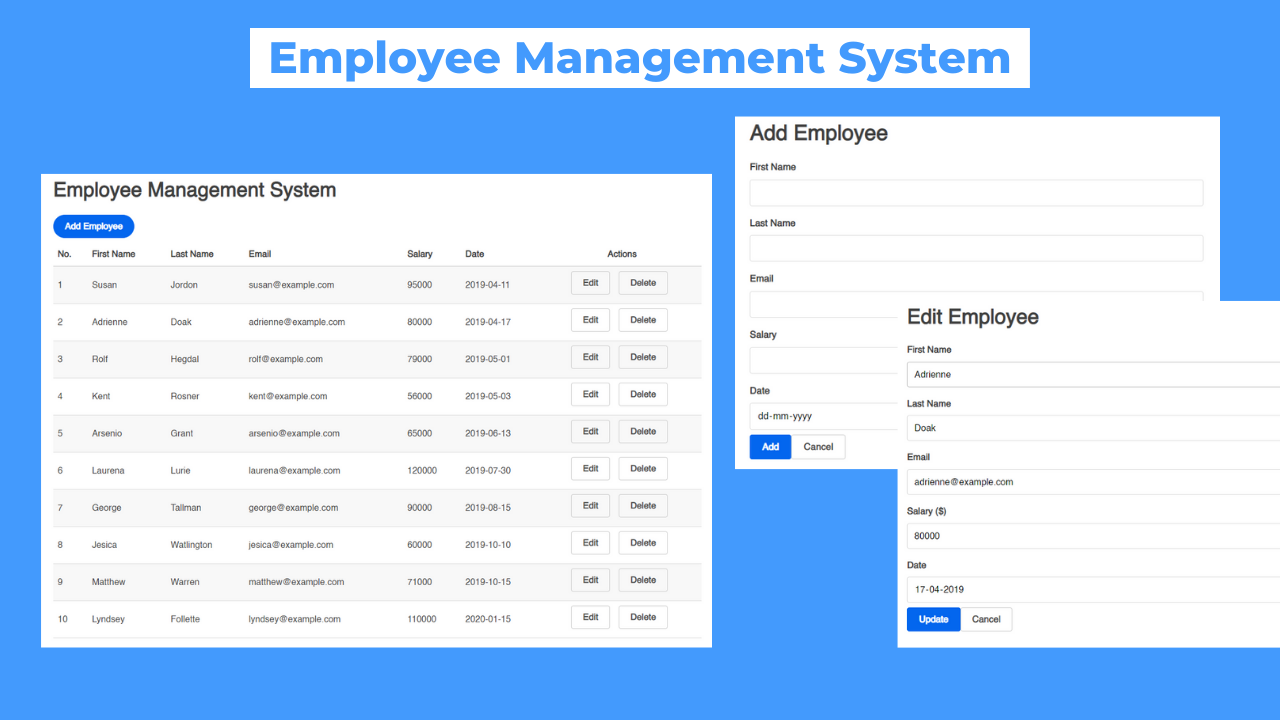 Employee Management System
Employee Management System
Add Employee
No. First Name Last Name Email Salary Date Actions
1 Susan Jordon susan@example.com 95000 2019-04-11 Edit Delete
2 Adrienne Doak adrienne@example.com 80000 2019-04-17 Edit Delete
3 Rolf Hegdal rolf@example.com 79000 2019-05-01 Edit Delete
4 Kent Rosner kent@example.com 56000 2019-05-03 Edit Delete
5 Arsenio Grant arsenio@example.com 65000 2019-06-13 Edit Delete
6 Laurena Lurie laurena@example.com 120000 2019-07-30 Edit Delete
7 George Tallman george@example.com 90000 2019-08-15 Edit Delete
8 Jesica Watlington jesica@example.com 60000 2019-10-10 Edit Delete
9 Matthew Warren matthew@example.com 71000 2019-10-15 Edit Delete
10 Lyndsey Follette lyndsey@example.com 110000 2020-01-15 Edit Delete
Add Employee
First Name
Last Name
Email
Salary
Date
dd-mm-yyyy
Add Cancel
Edit Employee
First Name
Adrienne
Last Name
Doak
Email
adrienne@example.com
Salary ($)
80000
Date
17-04-2019
Update Cancel